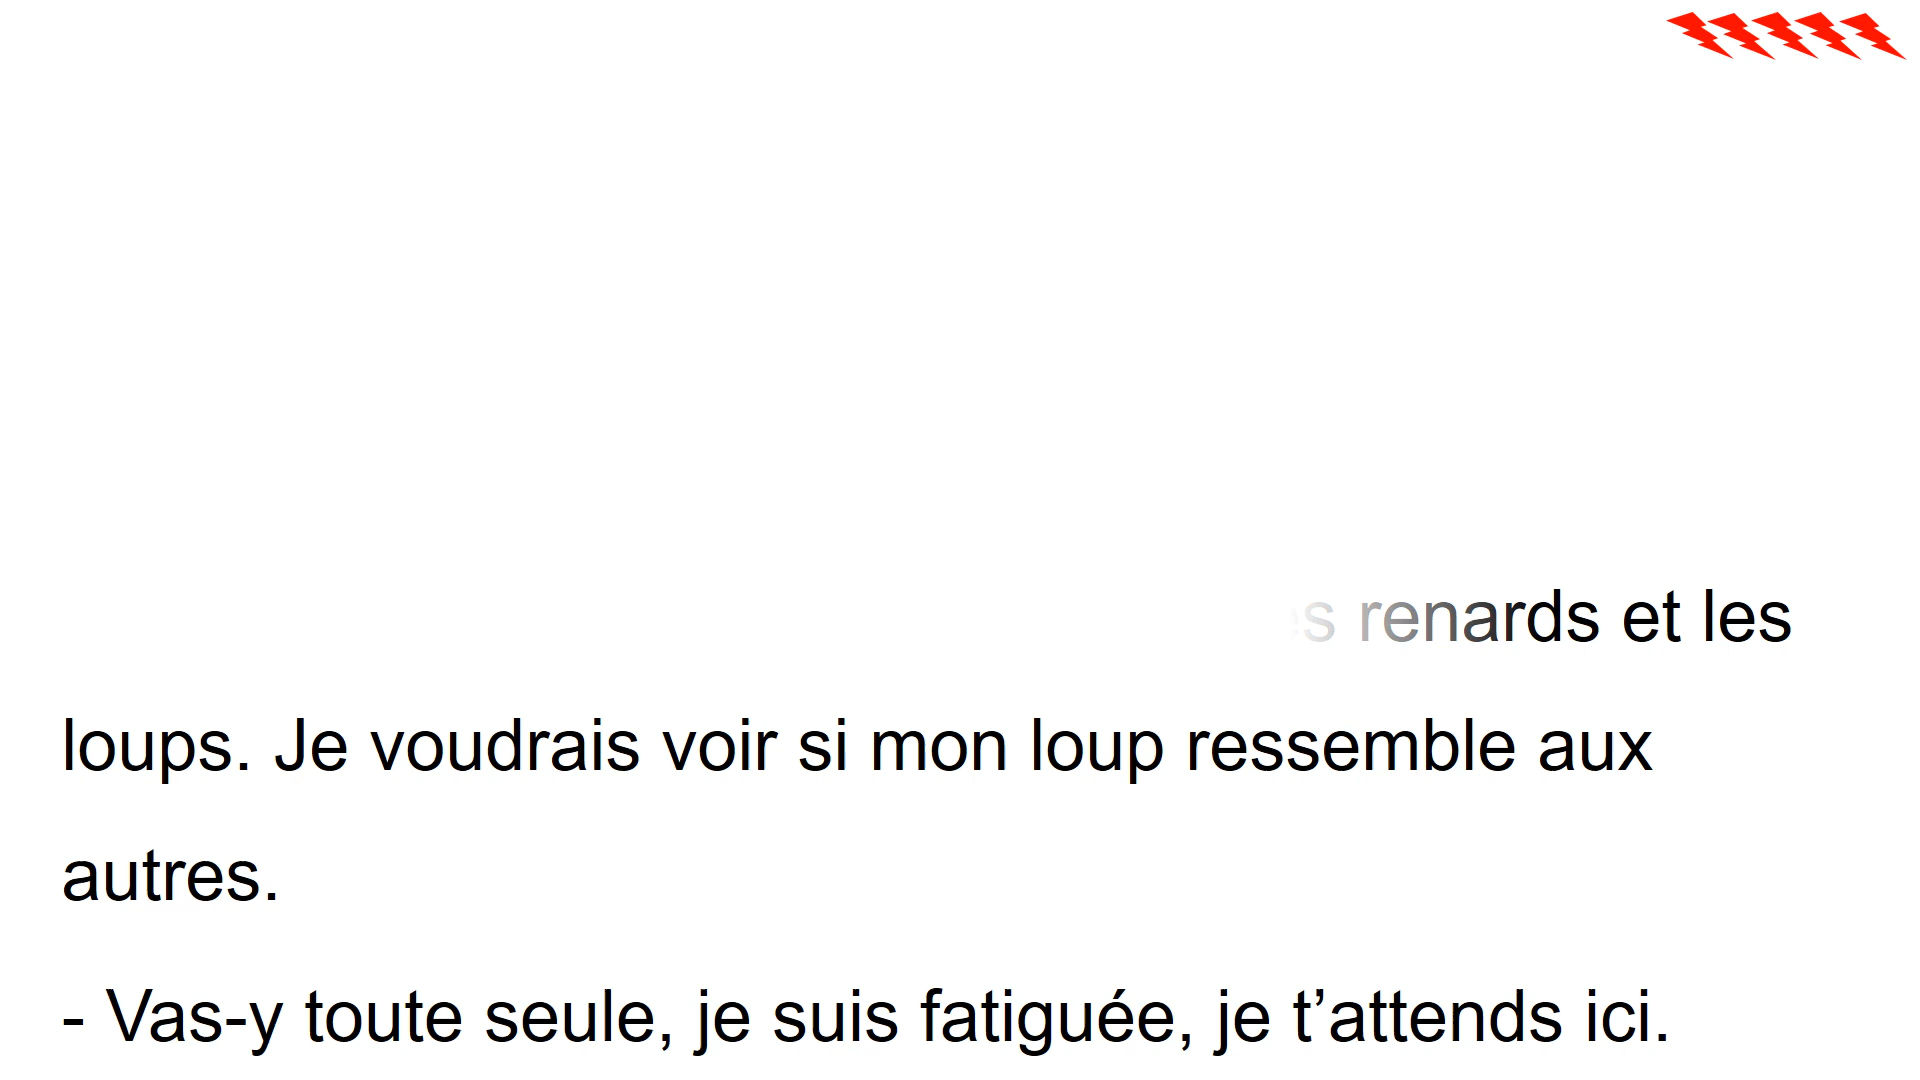 renards et les
loups. Je voudrais voir si mon loup ressemble aux
autres.
- Vas-y toute seule, je suis fatiguée, je t’attends ici.